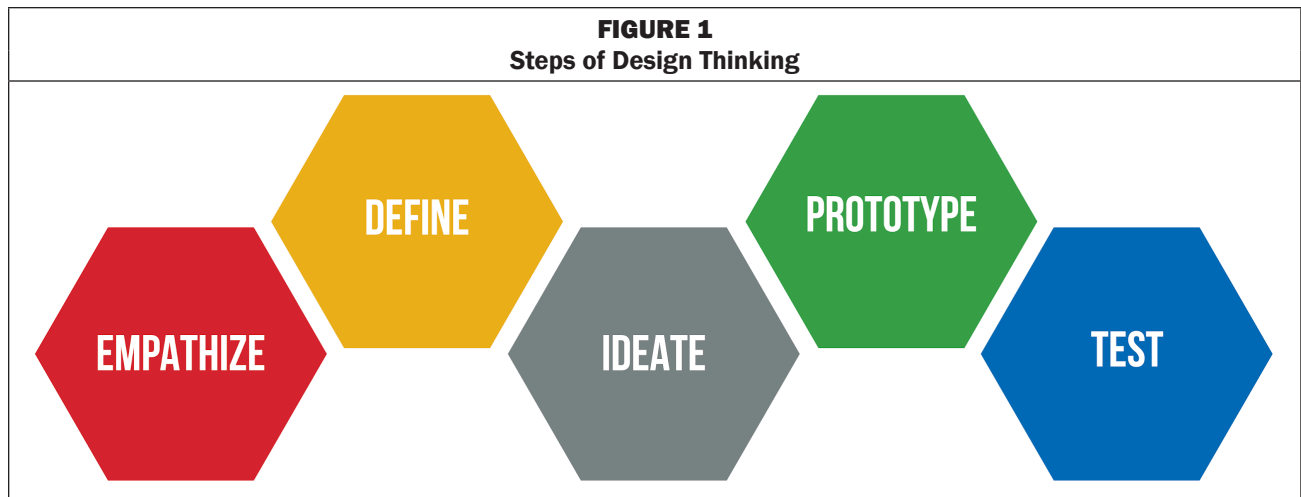 FIGURE 1
Steps of Design Thinking
EMPATHIZE
DEFINE
IDEATE
PROTOTYPE
TEST